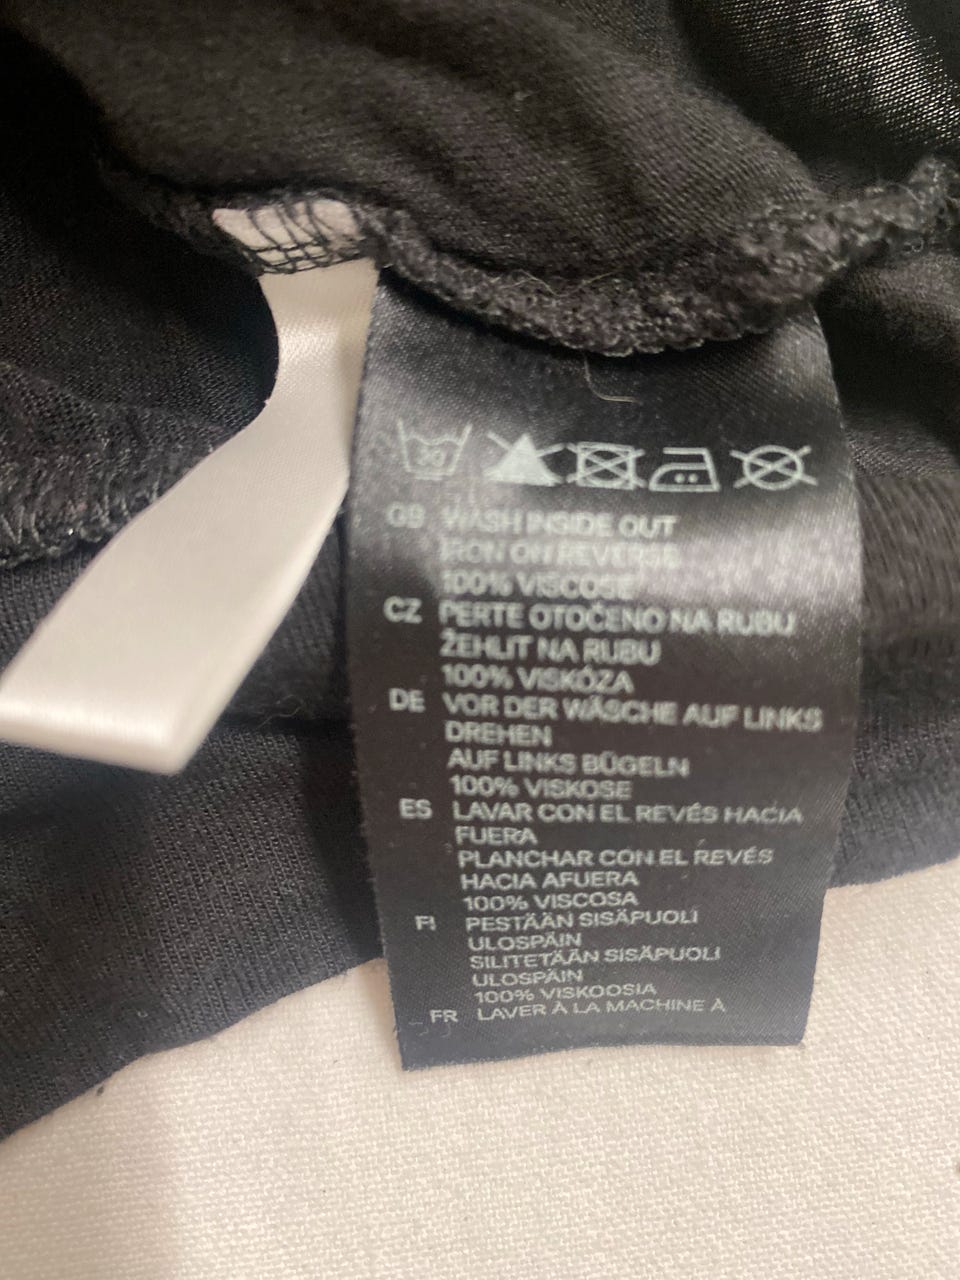 30
GB WASH INSIDE OUT
IRON ON REVERSE
100% VISCOSE
CZ PERTE OTOČENO NA RUBU
ŽEHLIT NA RUBU
100% VISKÓZA
DE VOR DER WÄSCHE AUF LINKS
DREHEN
AUF LINKS BÜGELN
100% VISKOSE
ES LAVAR CON EL REVÉS HACIA
FUERA
PLANCHAR CON EL REVÉS
HACIA AFUERA
100% VISCOSA
FI PESTÄÄN SISÄPUOLI
ULOSPÄIN
SILITETÄÄN SISÄPUOLI
ULOSPÄIN
100% VISKOOSIA
FR LAVER À LA MACHINE À